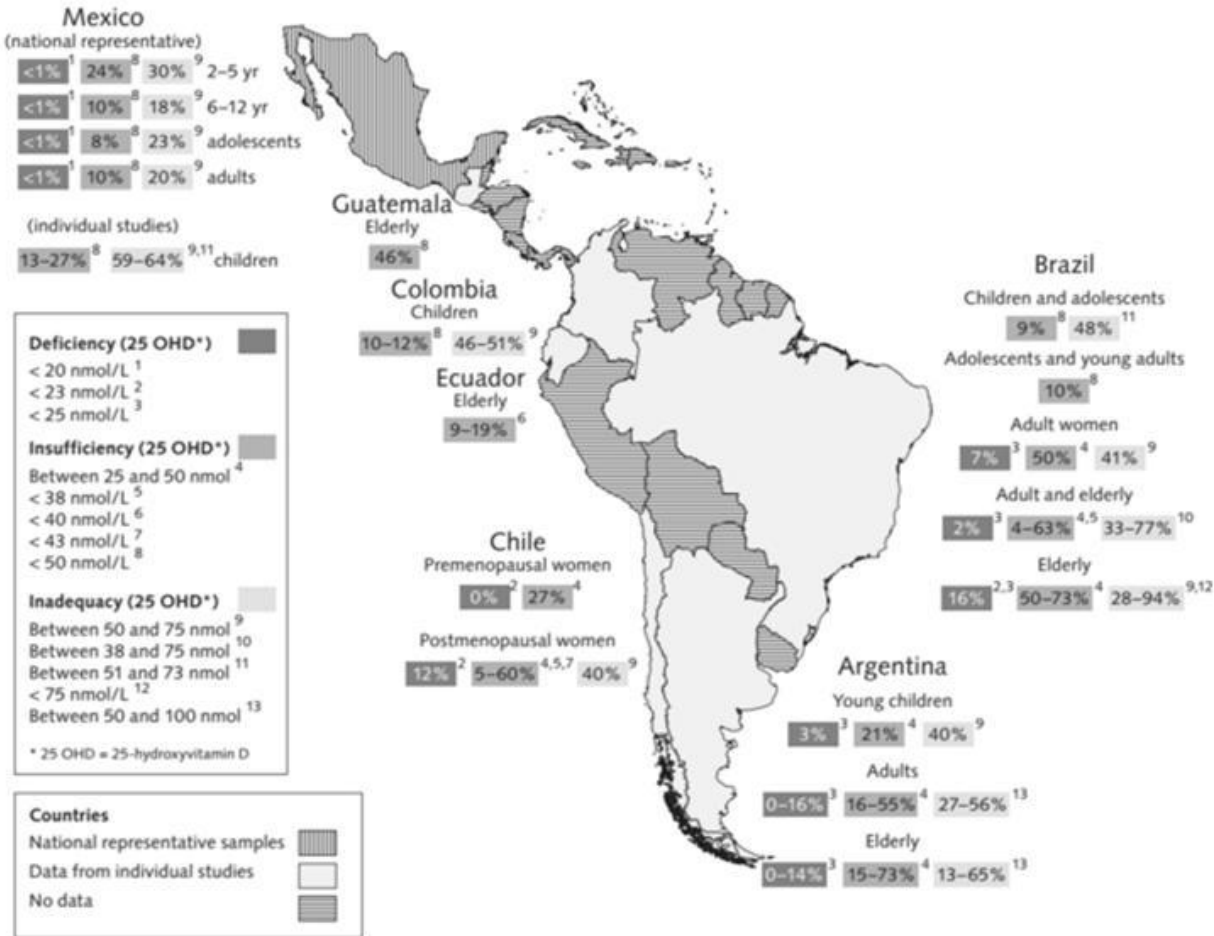 Mexico
(national representative)
<1% 1 24% 8 30% 9 2–5 yr
<1% 1 10% 8 18% 9 6–12 yr
<1% 1 8% 8 23% 9 adolescents
<1% 1 10% 8 20% 9 adults
(individual studies)
13–27% 8 59–64% 9,11 children
Guatemala
Elderly
46% 8
Colombia
Children
10–12% 8 46–51% 9
Ecuador
Elderly
9–19% 6
Chile
Premenopausal women
0% 2 27% 4
Postmenopausal women
12% 2 5–60% 4,5,7 40% 9
Brazil
Children and adolescents
9% 8 48% 11
Adolescents and young adults
10% 8
Adult women
7% 3 50% 4 41% 9
Adult and elderly
2% 3 4–63% 4,5 33–77% 10
Elderly
16% 2,3 50–73% 4 28–94% 9,12
Argentina
Young children
3% 3 21% 4 40% 9
Adults
0–16% 3 16–55% 4 27–56% 13
Elderly
0–14% 3 15–73% 4 13–65% 13
Deficiency (25 OHD*)
< 20 nmol/L 1
< 23 nmol/L 2
< 25 nmol/L 3
Insufficiency (25 OHD*)
Between 25 and 50 nmol 4
< 38 nmol/L 5
< 40 nmol/L 6
< 43 nmol/L 7
< 50 nmol/L 8
Inadequacy (25 OHD*)
Between 50 and 75 nmol 9
Between 38 and 75 nmol 10
Between 51 and 73 nmol 11
< 75 nmol/L 12
Between 50 and 100 nmol 13
* 25 OHD = 25-hydroxyvitamin D
Countries
National representative samples
Data from individual studies
No data